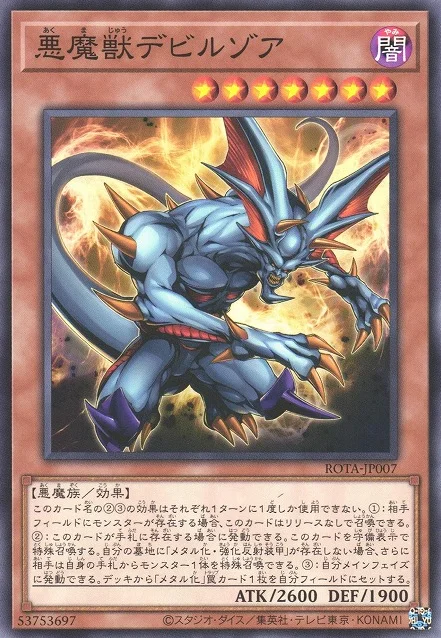 悪魔獣デビルゾア
闇
ROTA-JP007
【悪魔族／効果】
このカード名の②③の効果はそれぞれ1ターンに1度しか使用できない。①：相手
フィールドにモンスターが存在する場合、このカードはリリースなしで召喚できる。
②：このカードが手札に存在する場合に発動できる。このカードを守備表示で
特殊召喚する。自分の墓地に「メタル化・強化反射装甲」が存在しない場合、さらに
相手は自身の手札からモンスター1体を特殊召喚できる。③：自分メインフェイズ
に発動できる。デッキから「メタル化」罠カード1枚を自分フィールドにセットする。
ATK/2600 DEF/1900
53753697
©スタジオ・ダイス／集英社・テレビ東京・KONAMI